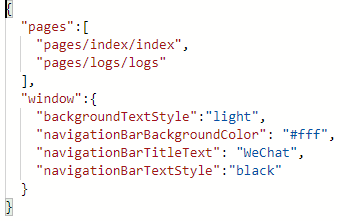 {
  "pages":[
    "pages/index/index",
    "pages/logs/logs"
  ],
  "window":{
    "backgroundTextStyle":"light",
    "navigationBarBackgroundColor": "#fff",
    "navigationBarTitleText": "WeChat",
    "navigationBarTextStyle":"black"
  }
}